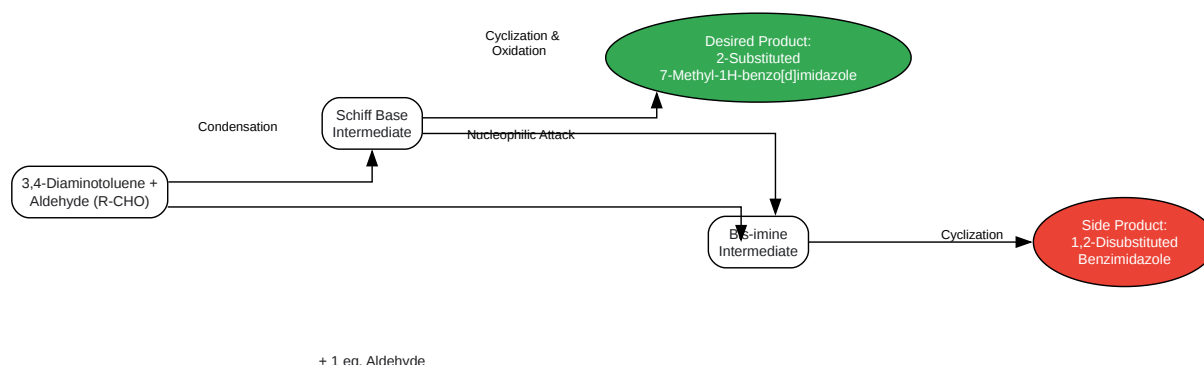 Cyclization &
Oxidation
Desired Product:
2-Substituted
7-Methyl-1H-benzo[d]imidazole
Condensation
Schiff Base
Intermediate
Nucleophilic Attack
3,4-Diaminotoluene +
Aldehyde (R-CHO)
Bis-imine
Intermediate
Cyclization
Side Product:
1,2-Disubstituted
Benzimidazole
+ 1 eq. Aldehyde